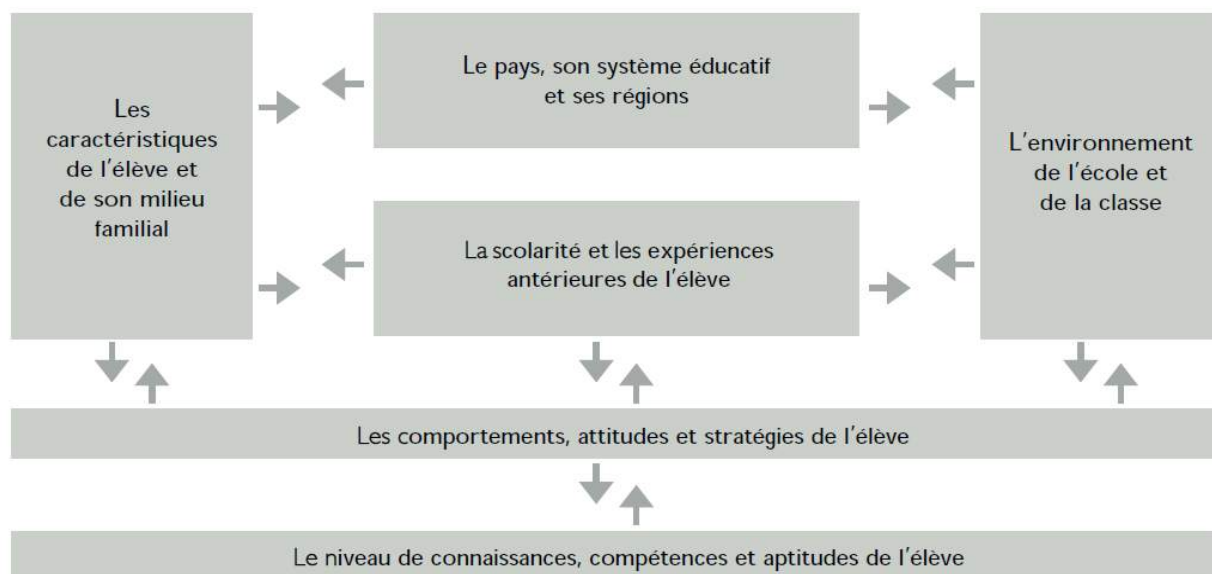 Les
caractéristiques
de l'élève et
de son milieu
familial
Le pays, son système éducatif
et ses régions
La scolarité et les expériences
antérieures de l'élève
L'environnement
de l'école et
de la classe
Les comportements, attitudes et stratégies de l'élève
Le niveau de connaissances, compétences et aptitudes de l'élève